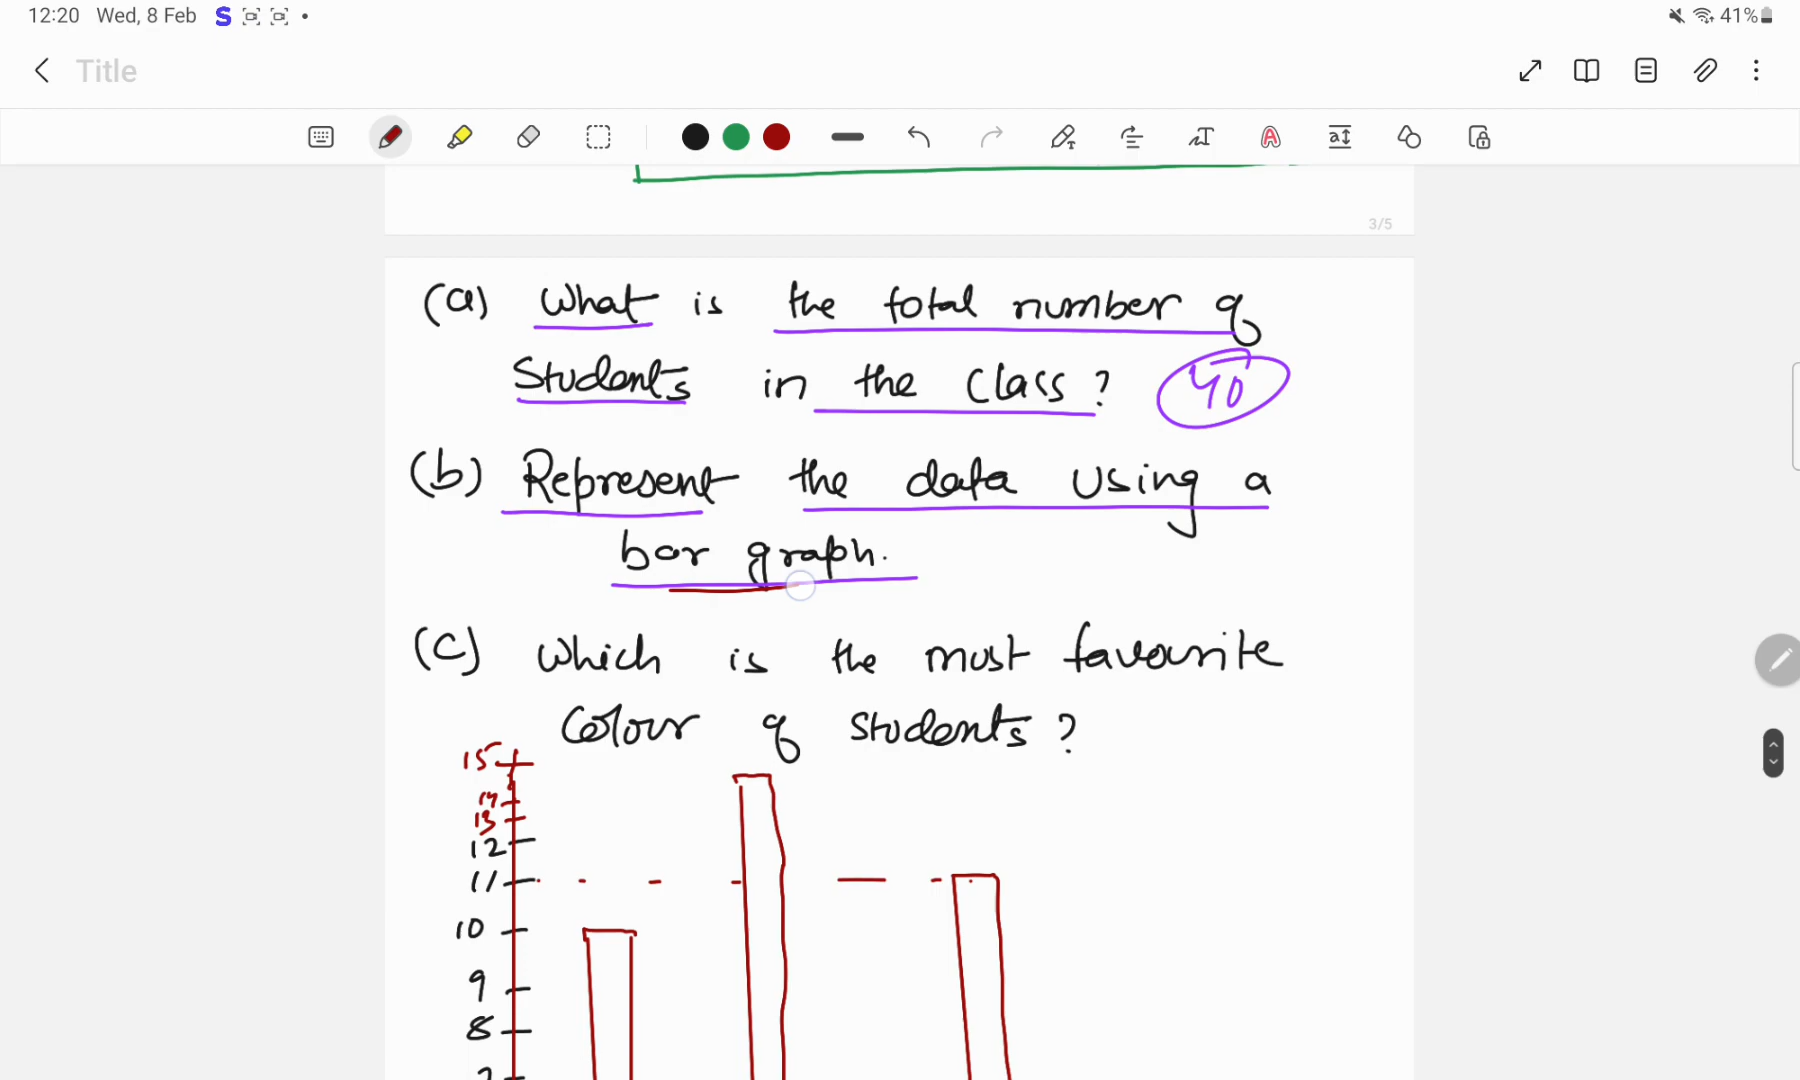 12:20 Wed, 8 Feb S
41%
Title
3/5
(a) What is the total number of
Students in the Class? 40
(b) Represent the data using a
bar graph.
(c) Which is the most favourite
Colour of Students?
15
14
13
12
11
10
9
8